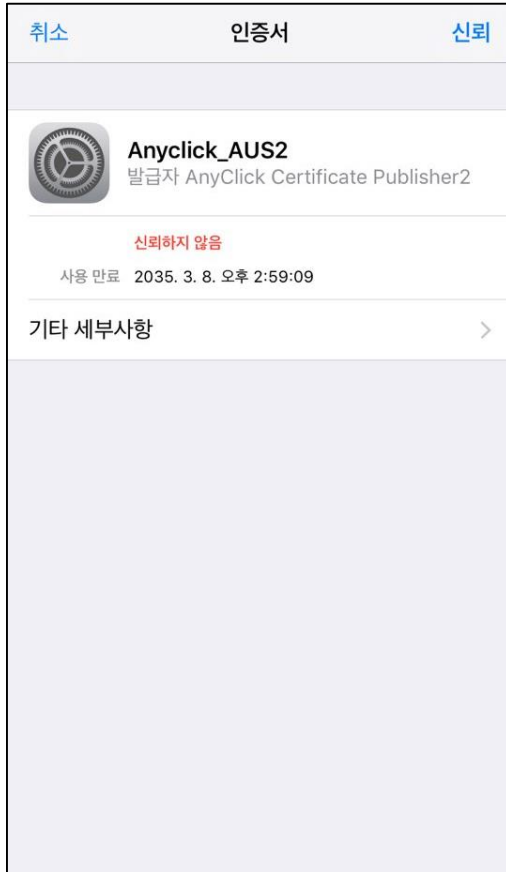 취소 인증서 신뢰
Anyclick_AUS2
발급자 AnyClick Certificate Publisher2
신뢰하지 않음
사용 만료 2035. 3. 8. 오후 2:59:09
기타 세부사항